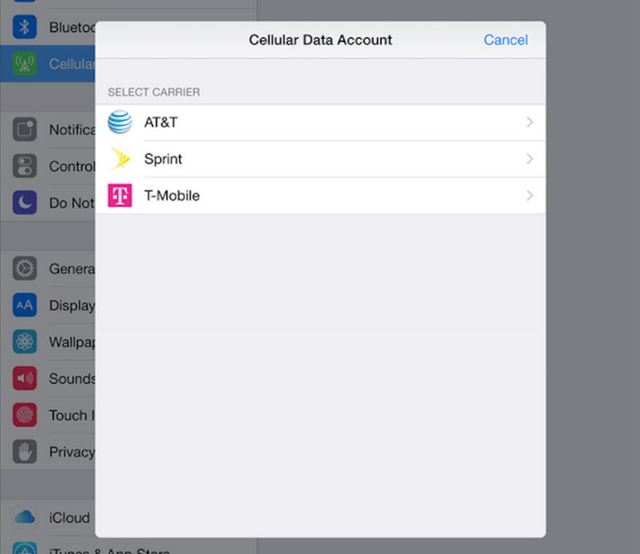 Cellular Data Account
Cancel
SELECT CARRIER
AT&T
Sprint
T-Mobile
Bluetoo
Cellular
Notifica
Control
Do Not
Genera
Display
AA
Wallpap
Sounds
Touch I
Privacy
iCloud
iTunes & App Store